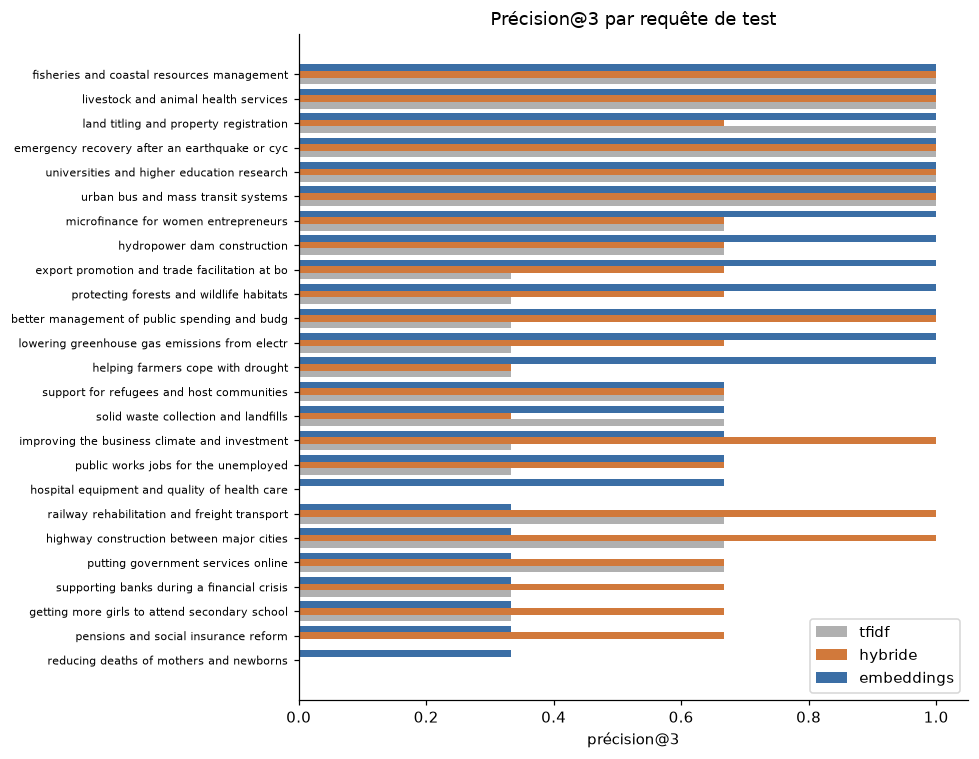 Précision@3 par requête de test
fisheries and coastal resources management
livestock and animal health services
land titling and property registration
emergency recovery after an earthquake or cyc
universities and higher education research
urban bus and mass transit systems
microfinance for women entrepreneurs
hydropower dam construction
export promotion and trade facilitation at bo
protecting forests and wildlife habitats
better management of public spending and budg
lowering greenhouse gas emissions from electr
helping farmers cope with drought
support for refugees and host communities
solid waste collection and landfills
improving the business climate and investment
public works jobs for the unemployed
hospital equipment and quality of health care
railway rehabilitation and freight transport
highway construction between major cities
putting government services online
supporting banks during a financial crisis
getting more girls to attend secondary school
pensions and social insurance reform
reducing deaths of mothers and newborns
tfidf
hybride
embeddings
0.0 0.2 0.4 0.6 0.8 1.0
précision@3